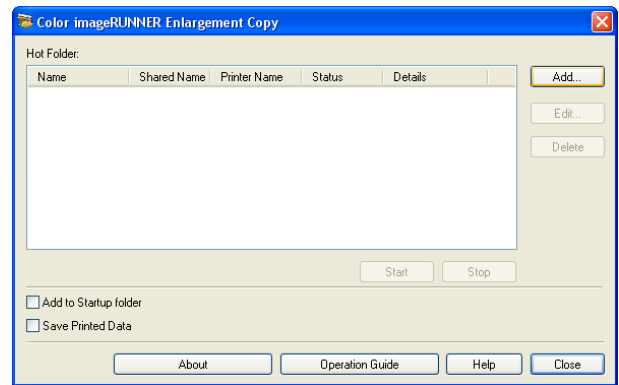 Color imageRUNNER Enlargement Copy
Hot Folder:
Name Shared Name Printer Name Status Details
Add...
Edit...
Delete
Start Stop
Add to Startup folder
Save Printed Data
About Operation Guide Help Close